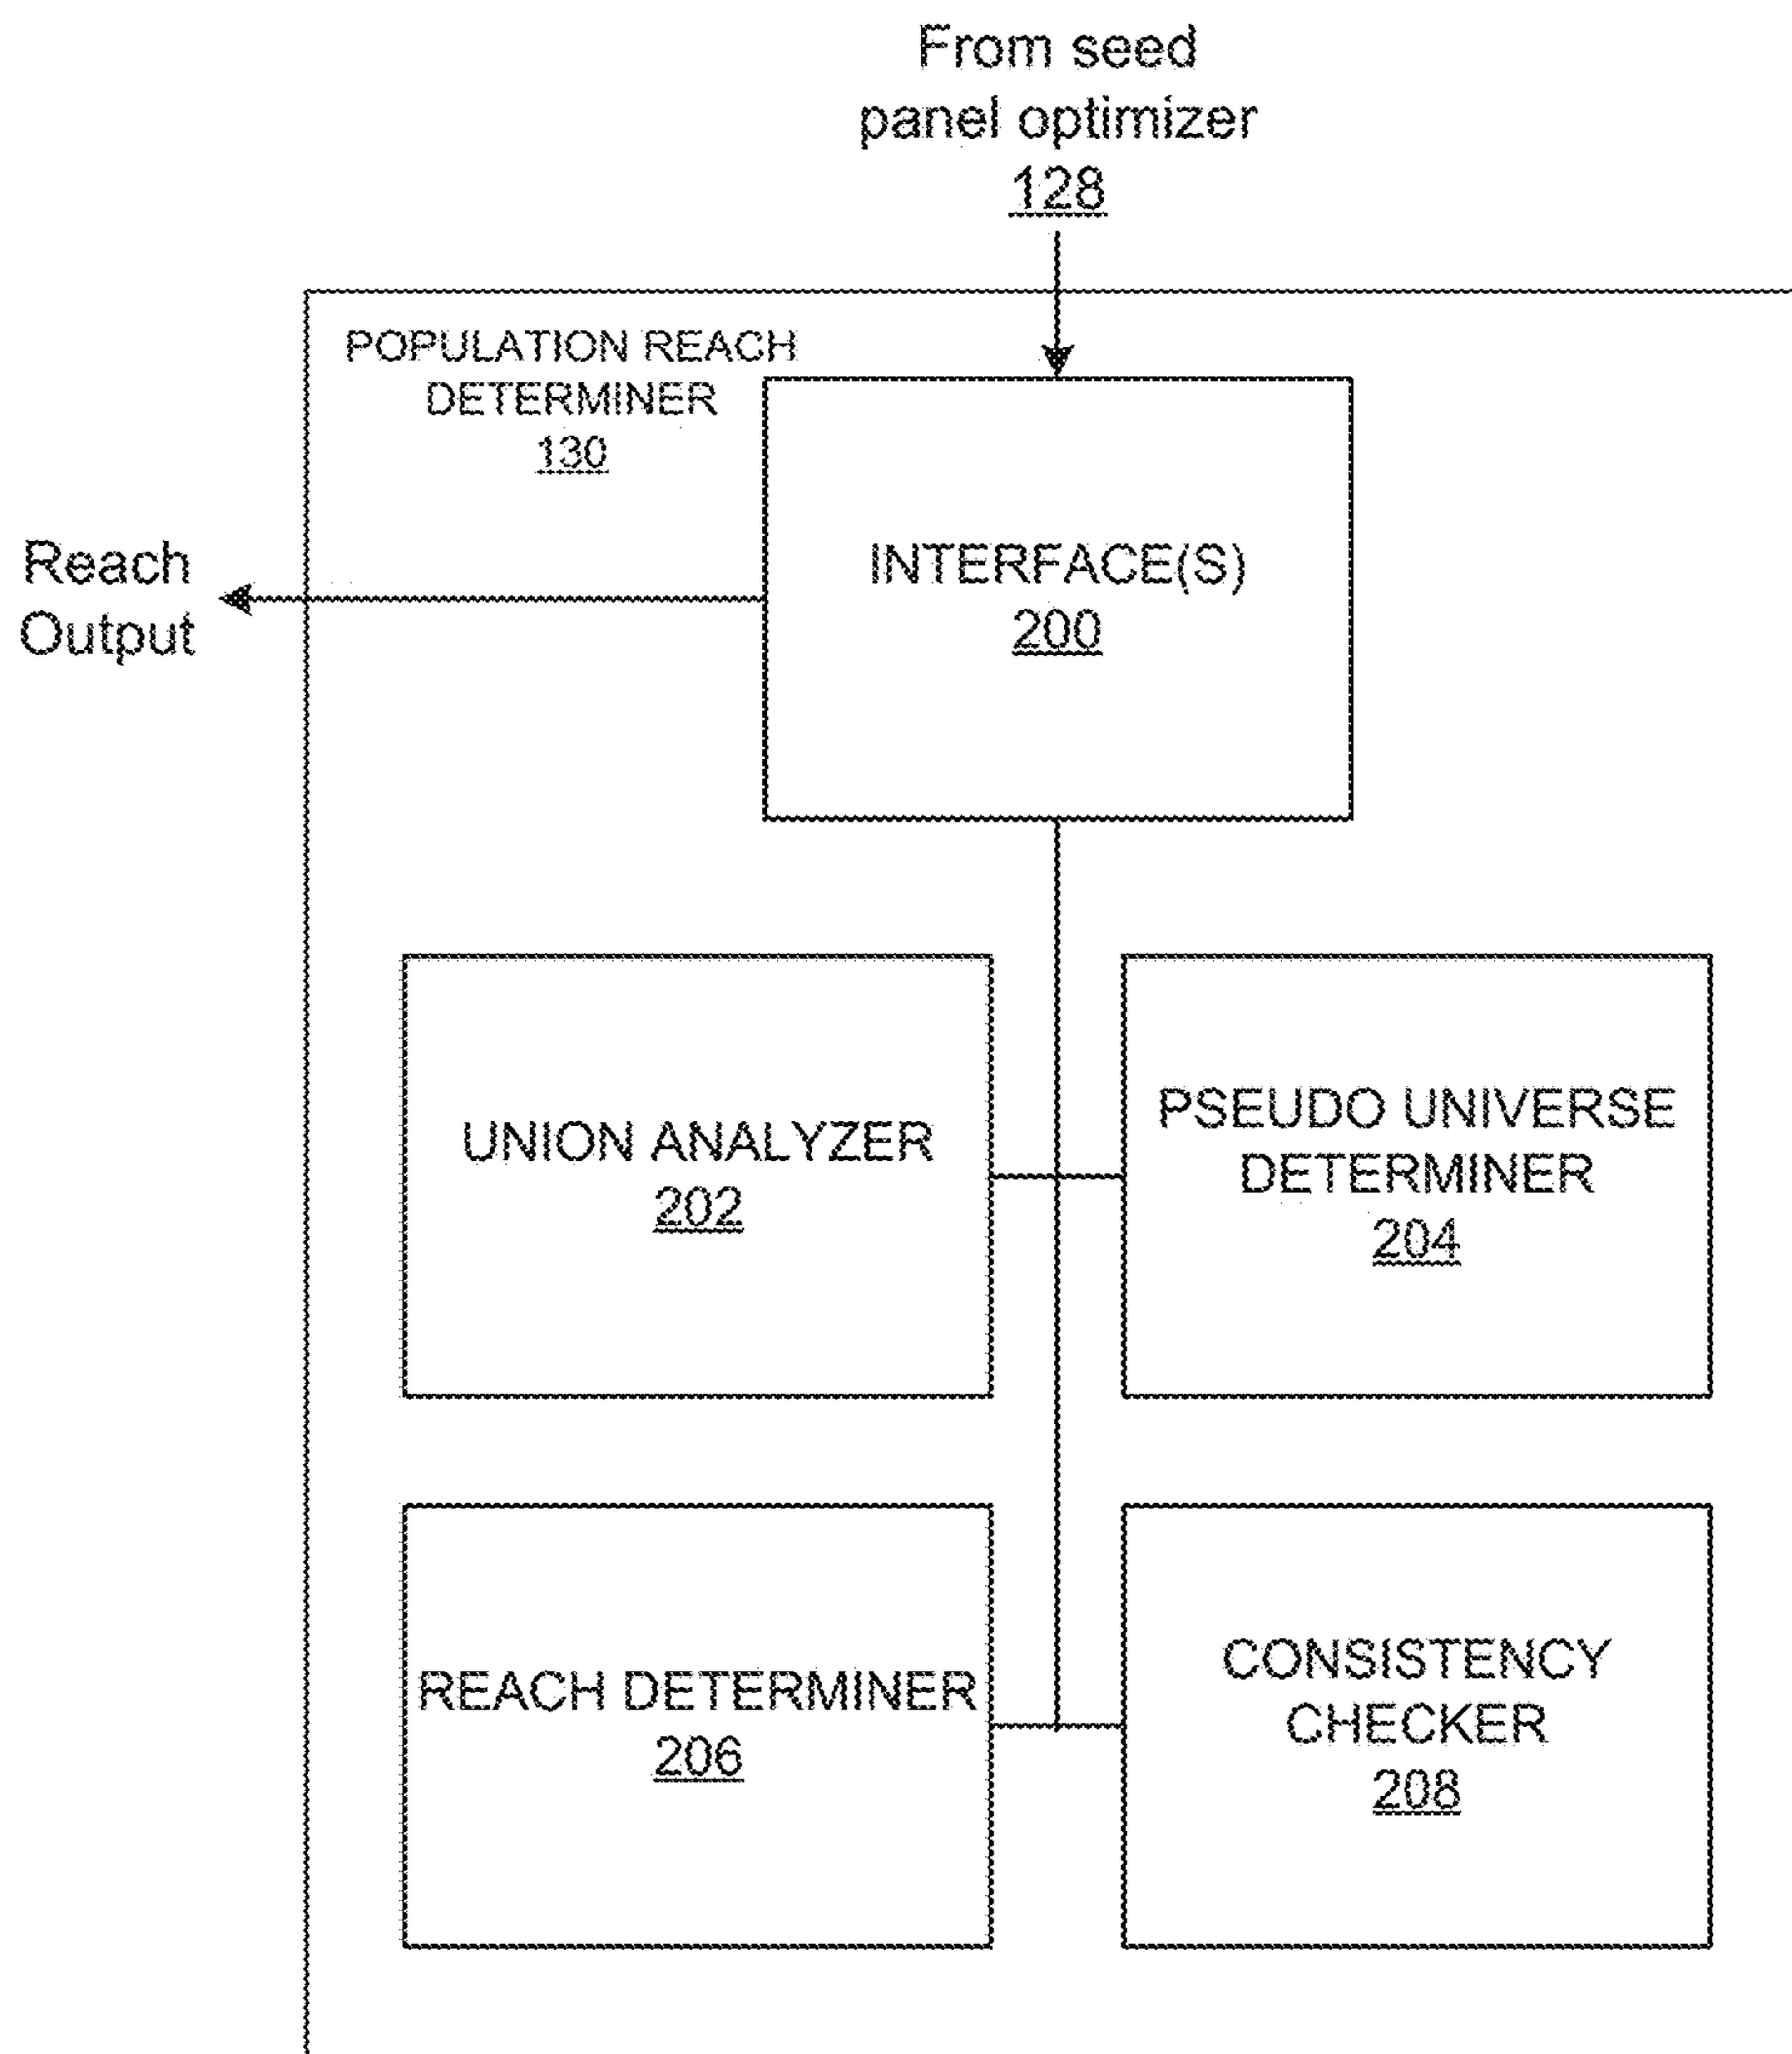 From seed
panel optimizer
128
POPULATION REACH
DETERMINER
130
Reach
Output
INTERFACE(S)
200
UNION ANALYZER
202
PSEUDO UNIVERSE
DETERMINER
204
REACH DETERMINER
206
CONSISTENCY
CHECKER
208